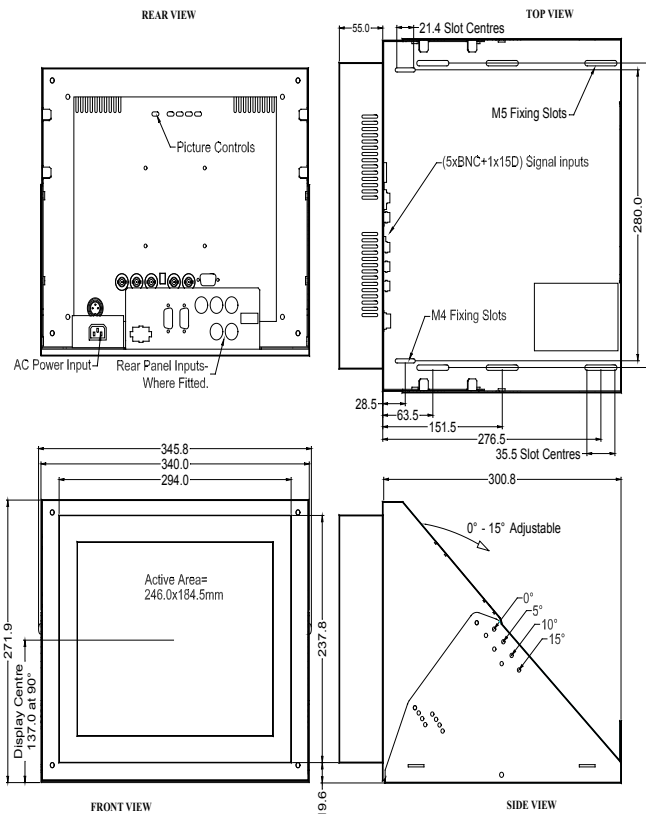 REAR VIEW
TOP VIEW
55.0
21.4 Slot Centres
Picture Controls
M5 Fixing Slots
(5xBNC+1x15D) Signal inputs
280.0
M4 Fixing Slots
AC Power Input
Rear Panel Inputs-
Where Fitted.
28.5
63.5
151.5
276.5
35.5 Slot Centres
345.8
340.0
294.0
300.8
0° - 15° Adjustable
Active Area=
246.0x184.5mm
0°
5°
10°
15°
271.9
237.8
Display Centre
137.0 at 90°
19.6
FRONT VIEW
SIDE VIEW